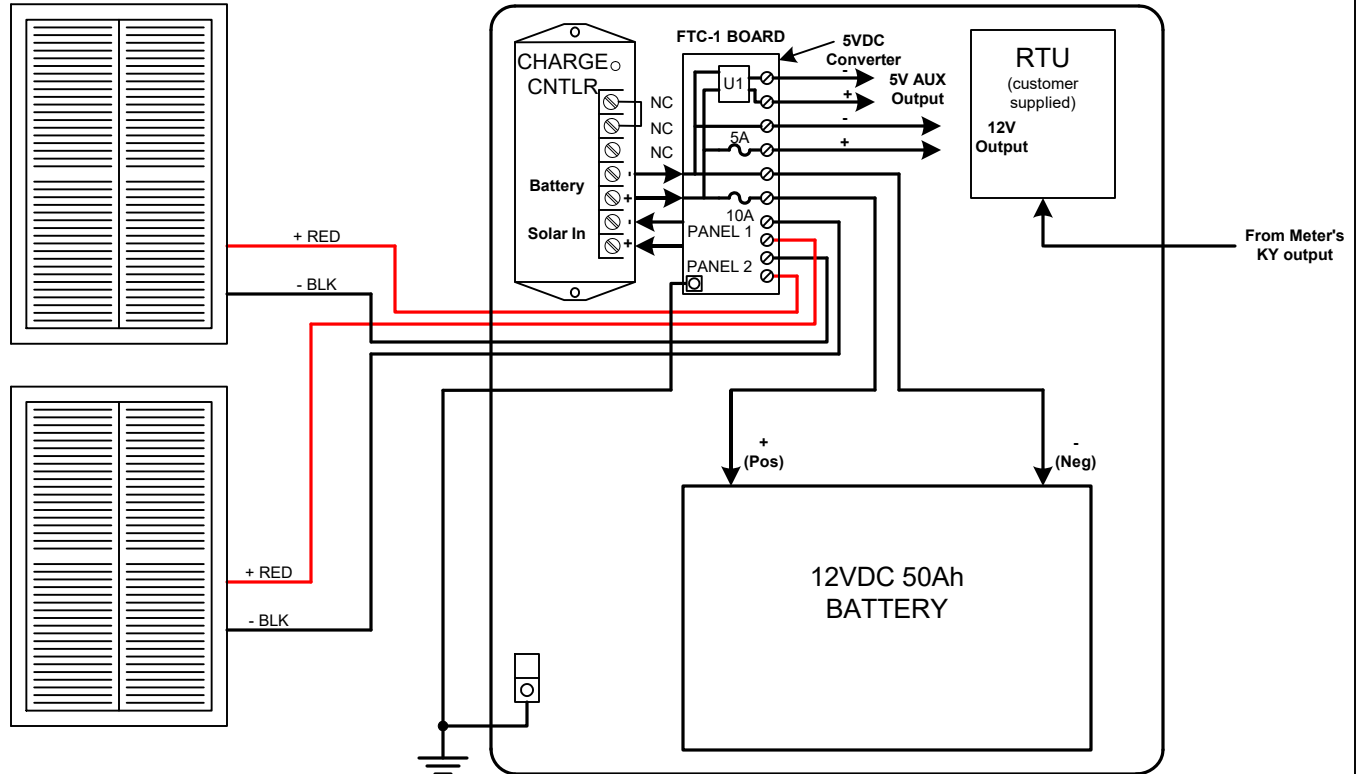 CHARGE
CNTLR
NC
NC
NC
Battery
-
+
Solar In
-
+
FTC-1 BOARD
5VDC
Converter
U1
-
5V AUX
+
Output
-
12V
5A
+
Output
10A
PANEL 1
PANEL 2
RTU
(customer
supplied)
From Meter's
KY output
+ RED
- BLK
+ RED
- BLK
+
(Pos)
-
(Neg)
12VDC 50Ah
BATTERY